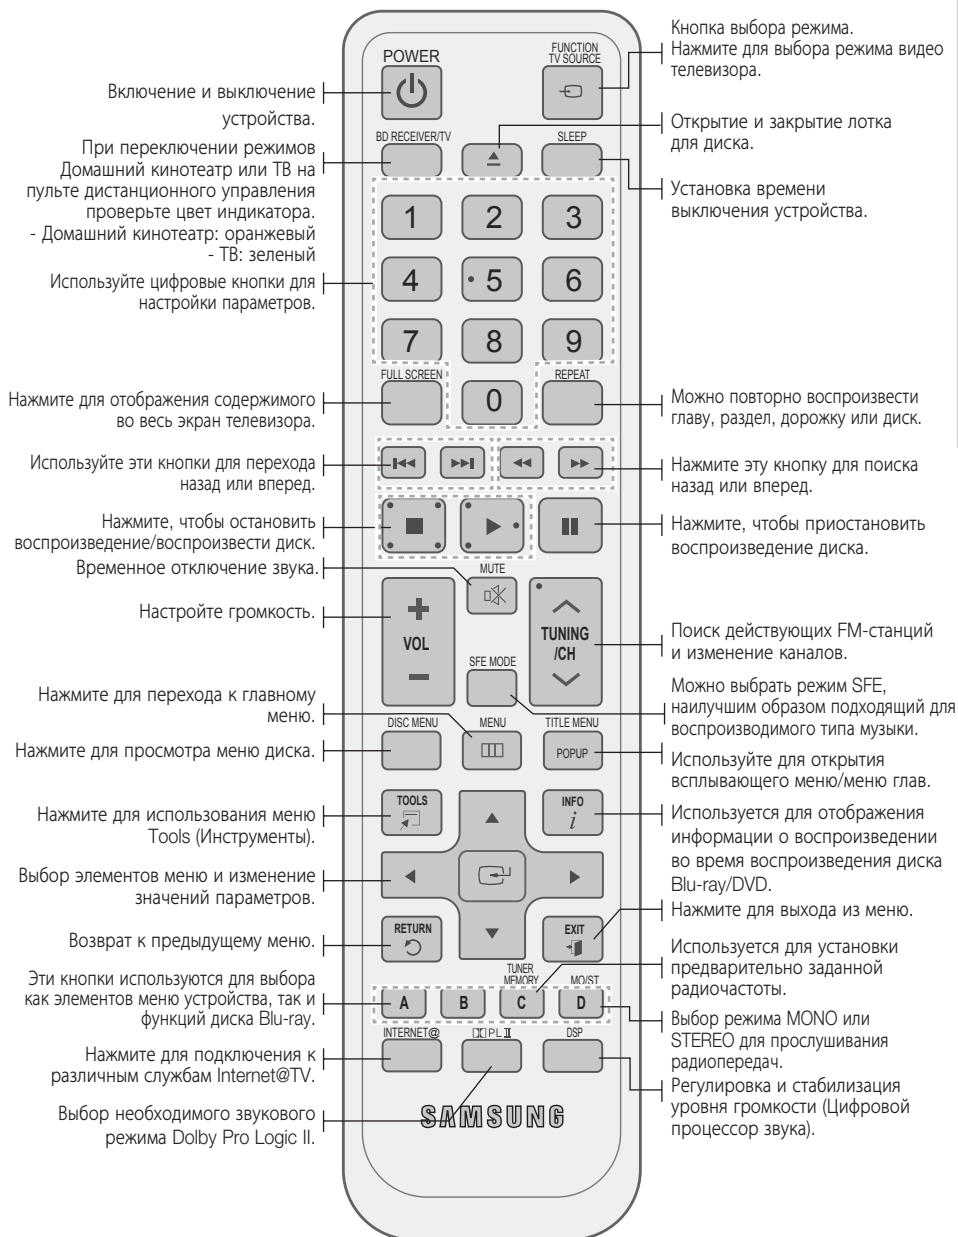 Включение и выключение
устройства.
При переключении режимов
Домашний кинотеатр или ТВ на
пульте дистанционного управления
проверьте цвет индикатора.
- Домашний кинотеатр: оранжевый
- ТВ: зеленый
Используйте цифровые кнопки для
настройки параметров.
Нажмите для отображения содержимого
во весь экран телевизора.
Используйте эти кнопки для перехода
назад или вперед.
Нажмите, чтобы остановить
воспроизведение/воспроизвести диск.
Временное отключение звука.
Настройте громкость.
Нажмите для перехода к главному
меню.
Нажмите для просмотра меню диска.
Нажмите для использования меню
Tools (Инструменты).
Выбор элементов меню и изменение
значений параметров.
Возврат к предыдущему меню.
Эти кнопки используются для выбора
как элементов меню устройства, так и
функций диска Blu-ray.
Нажмите для подключения к
различным службам Internet@TV.
Выбор необходимого звукового
режима Dolby Pro Logic II.
POWER
FUNCTION
TV SOURCE
BD RECEIVER/TV
SLEEP
1 2 3
4 5 6
7 8 9
FULL SCREEN
REPEAT
0
MUTE
VOL
TUNING
/CH
SFE MODE
DISC MENU
MENU
TITLE MENU
POPUP
TOOLS
INFO
i
RETURN
EXIT
TUNER
MEMORY
MO/ST
A B C D
INTERNET@
PL II
DSP
SAMSUNG
Кнопка выбора режима.
Нажмите для выбора режима видео
телевизора.
Открытие и закрытие лотка
для диска.
Установка времени
выключения устройства.
Можно повторно воспроизвести
главу, раздел, дорожку или диск.
Нажмите эту кнопку для поиска
назад или вперед.
Нажмите, чтобы приостановить
воспроизведение диска.
Поиск действующих FM-станций
и изменение каналов.
Можно выбрать режим SFE,
наилучшим образом подходящий для
воспроизводимого типа музыки.
Используйте для открытия
всплывающего меню/меню глав.
Используется для отображения
информации о воспроизведении
во время воспроизведения диска
Blu-ray/DVD.
Нажмите для выхода из меню.
Используется для установки
предварительно заданной
радиочастоты.
Выбор режима MONO или
STEREO для прослушивания
радиопередач.
Регулировка и стабилизация
уровня громкости (Цифровой
процессор звука).